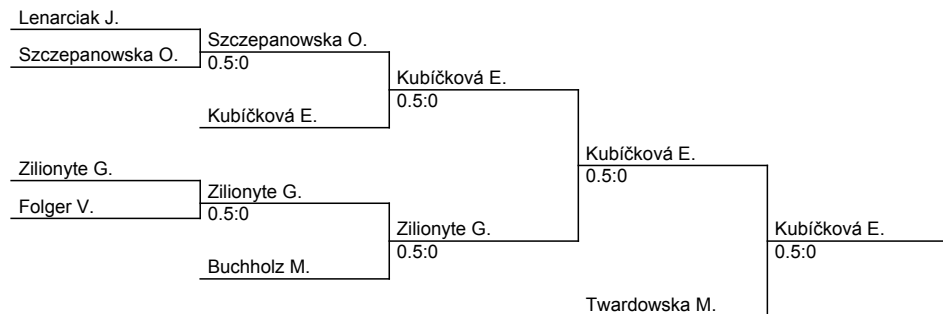 Lenarciak J.
Szczepanowska O.
Szczepanowska O.
0.5:0
Kubíčková E.
0.5:0
Kubíčková E.
Kubíčková E.
0.5:0
Zilionyte G.
Zilionyte G.
0.5:0
Folger V.
Kubíčková E.
0.5:0
Zilionyte G.
0.5:0
Buchholz M.
Twardowska M.